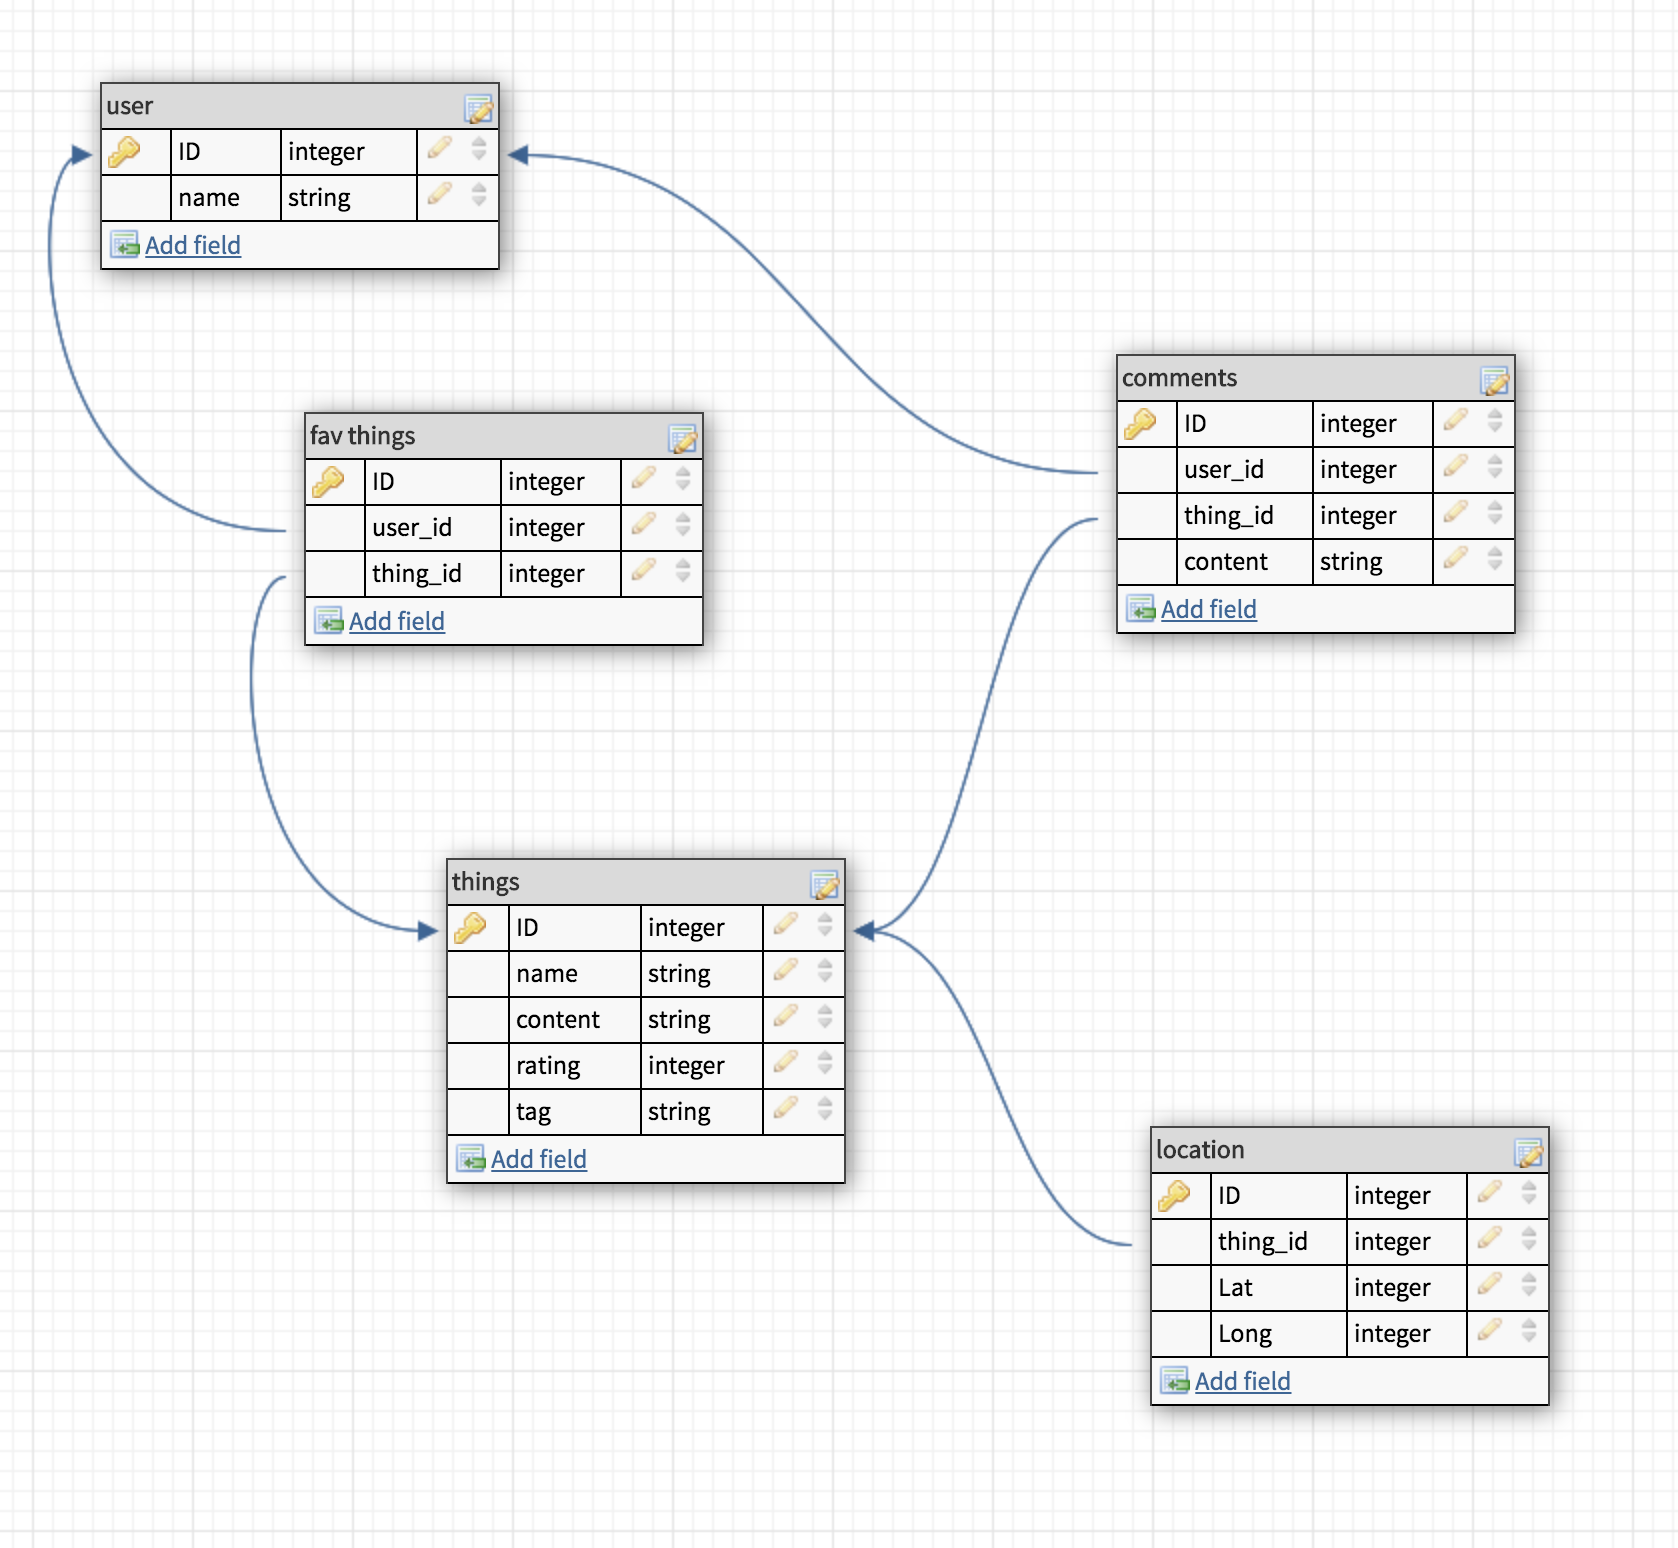 user
ID integer
name string
Add field
fav things
ID integer
user_id integer
thing_id integer
Add field
comments
ID integer
user_id integer
thing_id integer
content string
Add field
things
ID integer
name string
content string
rating integer
tag string
Add field
location
ID integer
thing_id integer
Lat integer
Long integer
Add field